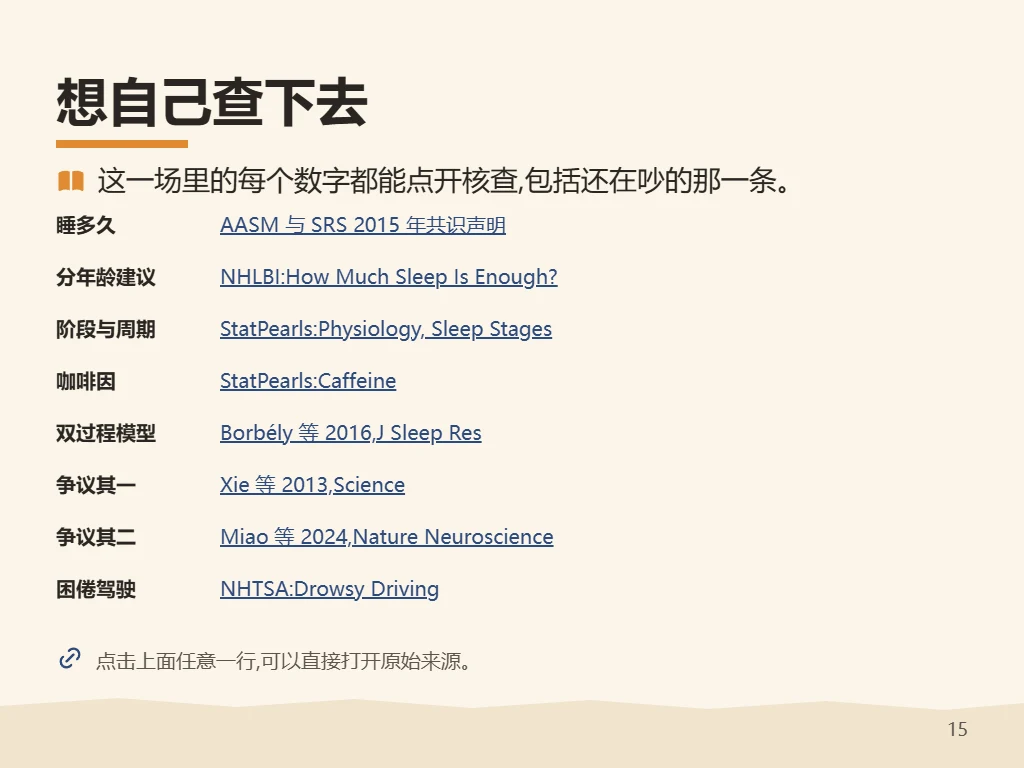 想自己查下去
这一场里的每个数字都能点开核查,包括还在吵的那一条。
睡多久 AASM 与 SRS 2015 年共识声明
分年龄建议 NHLBI:How Much Sleep Is Enough?
阶段与周期 StatPearls:Physiology, Sleep Stages
咖啡因 StatPearls:Caffeine
双过程模型 Borbély 等 2016,J Sleep Res
争议其一 Xie 等 2013,Science
争议其二 Miao 等 2024,Nature Neuroscience
困倦驾驶 NHTSA:Drowsy Driving
点击上面任意一行,可以直接打开原始来源。
15